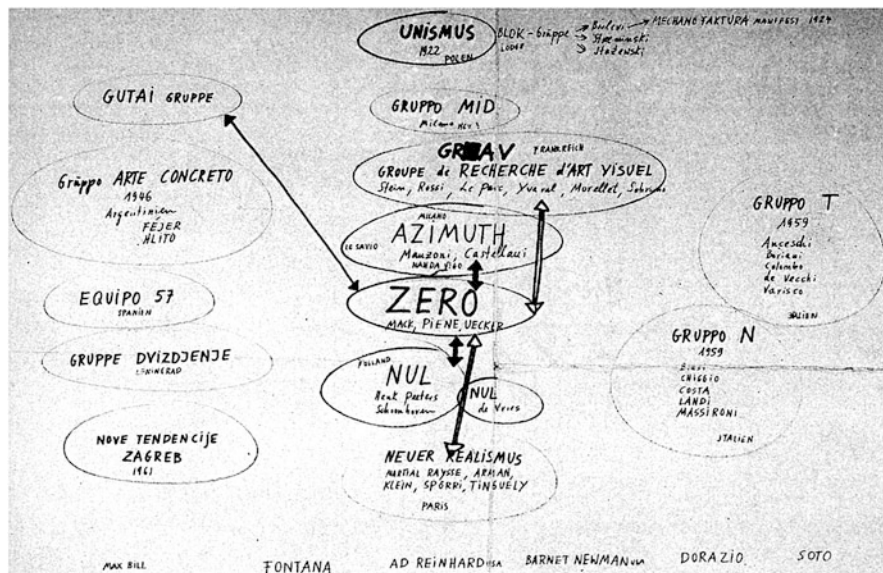 UNISMUS
1922
POLEN
BLOK-Gruppe
LODZ
MECHANO FAKTURA MANIFEST 1924
Stażewski
GUTAI GRUPPE
GRUPPO MID
Milano
GRAV
FRANKREICH
GROUPE de RECHERCHE d'ART VISUEL
Stein, Rossi, Le Parc, Yvaral, Morellet, Sobrino
Gruppo ARTE CONCRETO
1946
Argentinien
FEJER
HLITO
GRUPPO T
1959
Anceschi
Boriani
Colombo
de Vecchi
Varisco
ITALIEN
MILANO
AZIMUTH
LO SAVIO
Manzoni, Castellani
NANDA VIGO
EQUIPO 57
SPANIEN
ZERO
MACK, PIENE, UECKER
GRUPPO N
1959
Biasi
CHIGGIO
COSTA
LANDI
MASSIRONI
ITALIEN
GRUPPE DVIZDJENJE
LENINGRAD
HOLLAND
NUL
Henk Peeters
Schoonhoven
NUL
de Vries
NOVE TENDENCIJE
ZAGREB
1961
NEUER REALISMUS
MARTIAL RAYSSE, ARMAN,
KLEIN, SPÖRRI, TINGUELY
PARIS
MAX BILL
FONTANA
AD REINHARD USA
BARNET NEWMAN USA
DORAZIO
SOTO